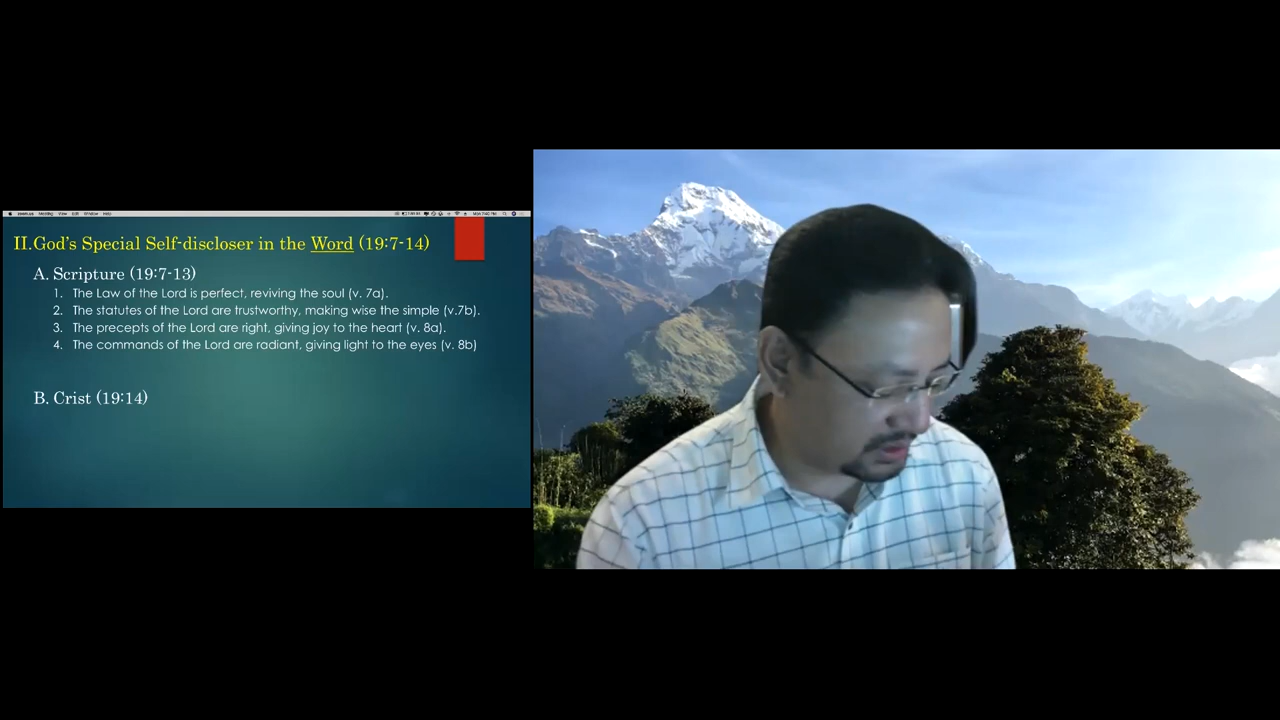 II.God's Special Self-discloser in the Word (19:7-14)
A. Scripture (19:7-13)
1. The Law of the Lord is perfect, reviving the soul (v. 7a).
2. The statutes of the Lord are trustworthy, making wise the simple (v.7b).
3. The precepts of the Lord are right, giving joy to the heart (v. 8a).
4. The commands of the Lord are radiant, giving light to the eyes (v. 8b)
B. Crist (19:14)